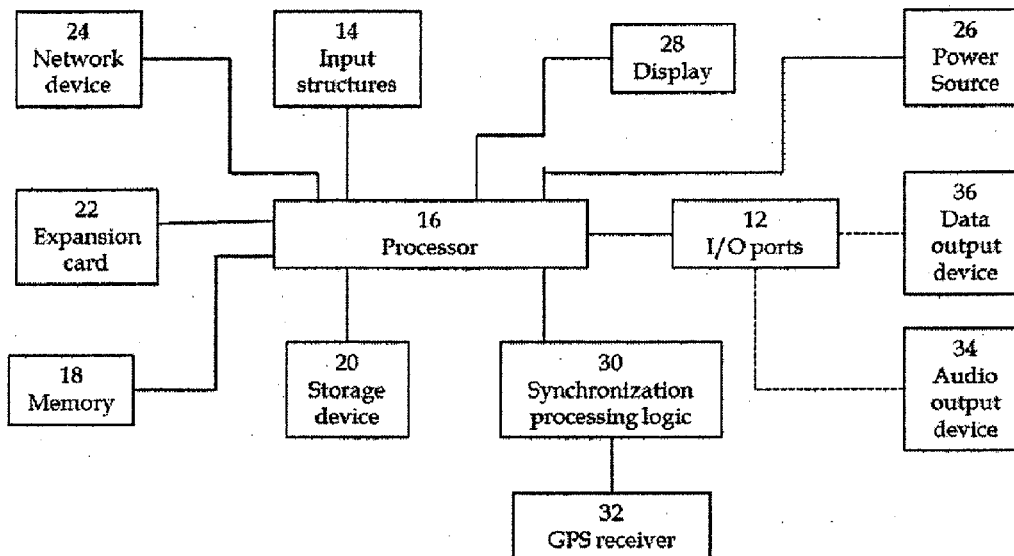 24
Network
device
14
Input
structures
28
Display
26
Power
Source
22
Expansion
card
16
Processor
12
I/O ports
36
Data
output
device
18
Memory
20
Storage
device
30
Synchronization
processing logic
34
Audio
output
device
32
GPS receiver